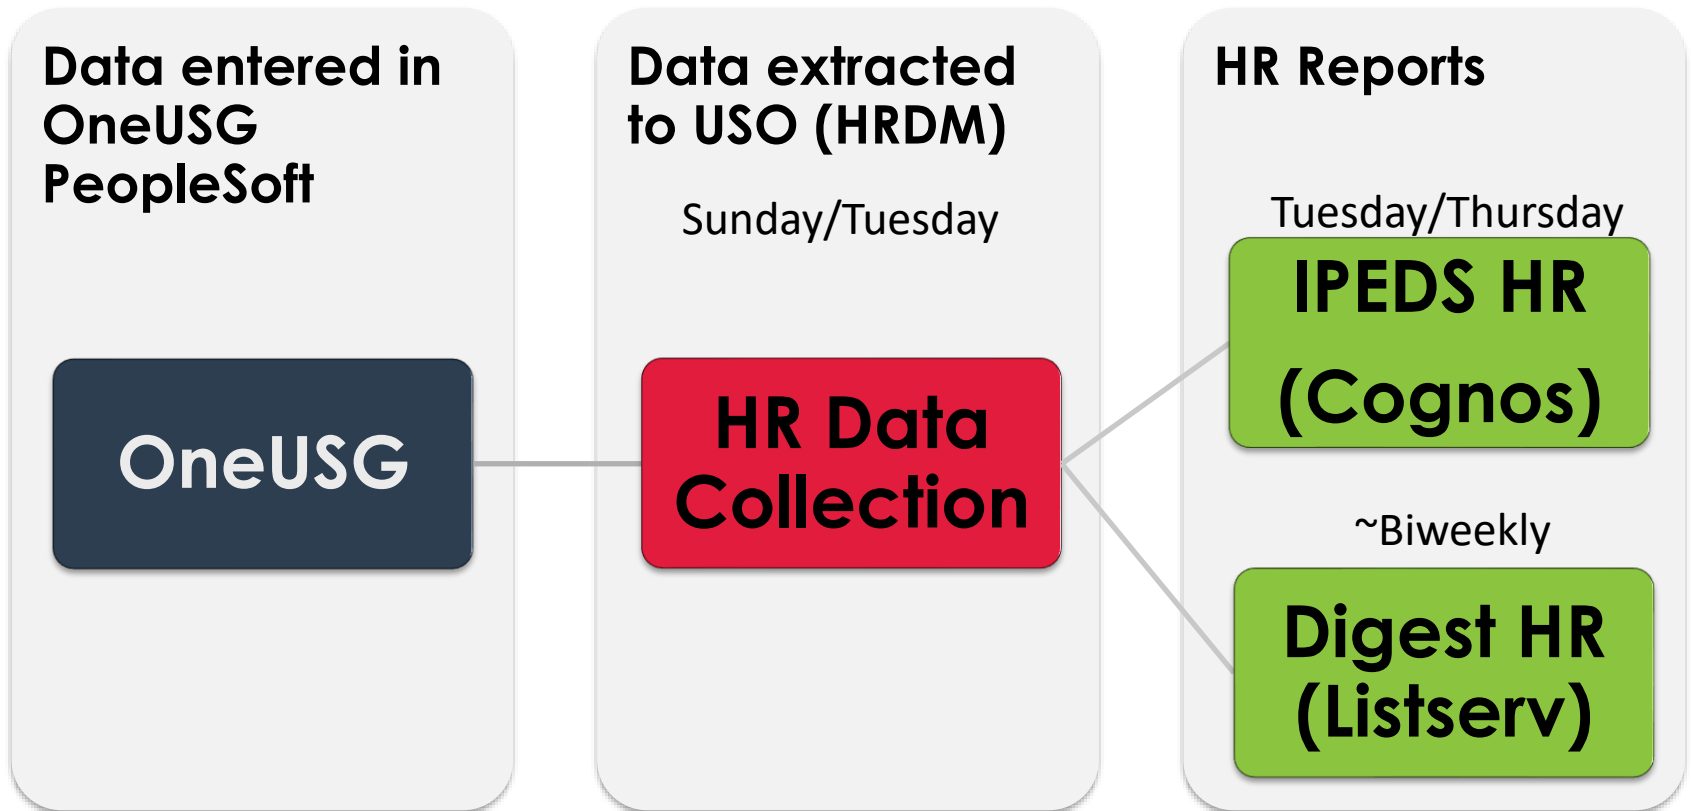 Data entered in
OneUSG
PeopleSoft
OneUSG
Data extracted
to USO (HRDM)
Sunday/Tuesday
HR Data
Collection
HR Reports
Tuesday/Thursday
IPEDS HR
(Cognos)
~Biweekly
Digest HR
(Listserv)